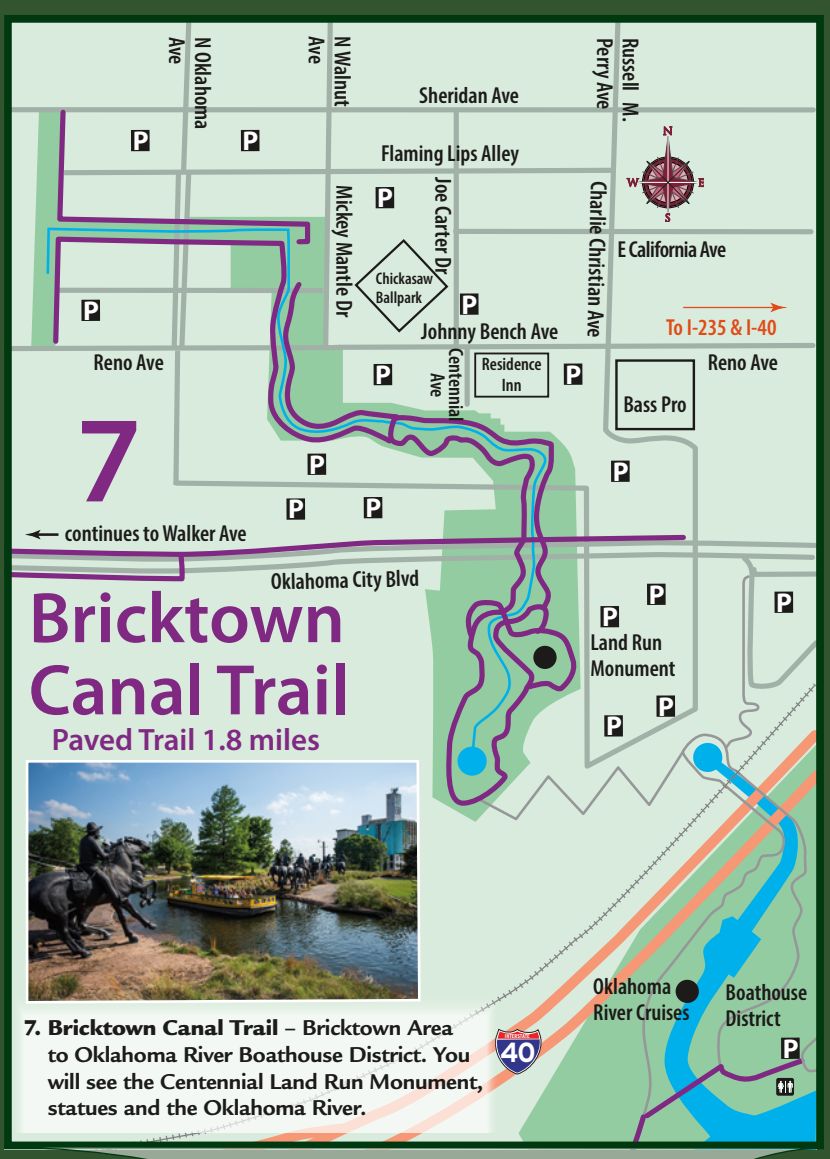 N Oklahoma
Ave
N Walnut
Ave
Russell M.
Perry Ave
Sheridan Ave
P
P
Flaming Lips Alley
N
W
E
S
P
Mickey Mantle Dr
Joe Carter Dr
Charlie Christian Ave
E California Ave
Chickasaw
Ballpark
P
P
To I-235 & I-40
Johnny Bench Ave
Reno Ave
Reno Ave
P
Centennial
Ave
Residence
Inn
P
Bass Pro
7
P
P
P
P
continues to Walker Ave
Oklahoma City Blvd
P
P
P
Bricktown
Canal Trail
Paved Trail 1.8 miles
Land Run
Monument
P
P
Oklahoma
River Cruises
Boathouse
District
INTERSTATE
40
P
7. Bricktown Canal Trail – Bricktown Area
to Oklahoma River Boathouse District. You
will see the Centennial Land Run Monument,
statues and the Oklahoma River.